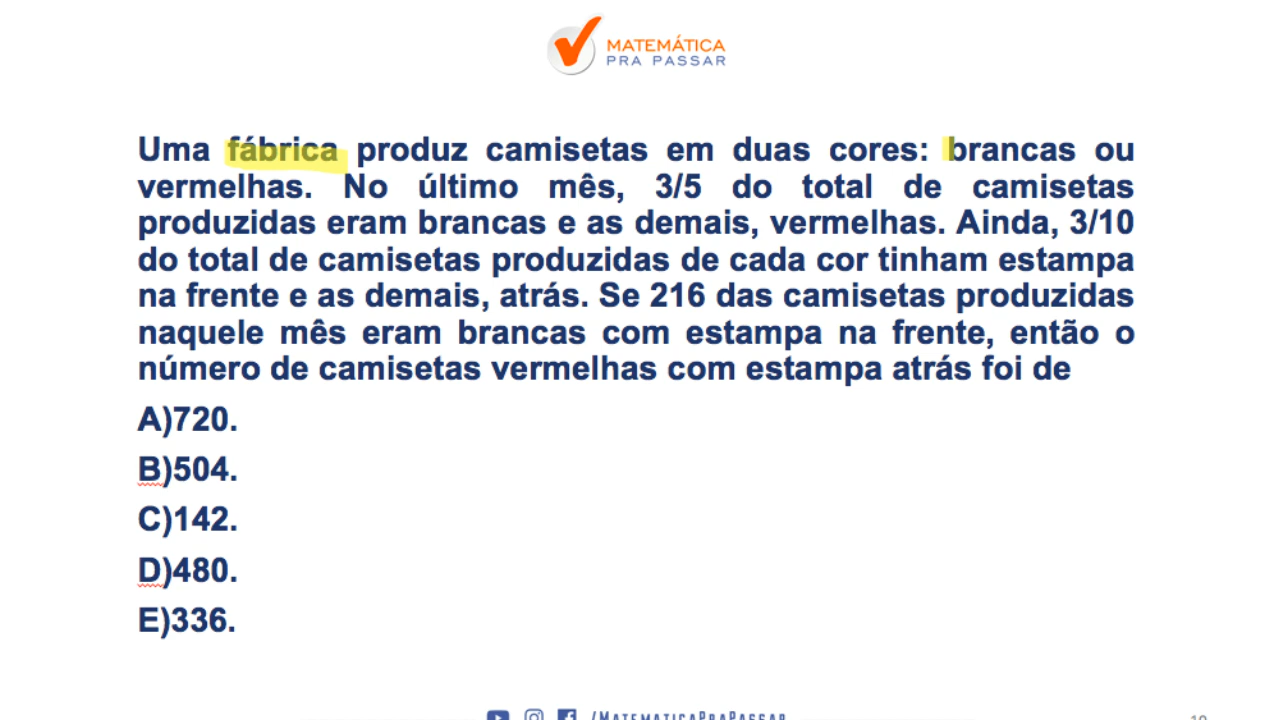 MATEMÁTICA
PRA PASSAR
Uma fábrica produz camisetas em duas cores: brancas ou
vermelhas. No último mês, 3/5 do total de camisetas
produzidas eram brancas e as demais, vermelhas. Ainda, 3/10
do total de camisetas produzidas de cada cor tinham estampa
na frente e as demais, atrás. Se 216 das camisetas produzidas
naquele mês eram brancas com estampa na frente, então o
número de camisetas vermelhas com estampa atrás foi de
A)720.
B)504.
C)142.
D)480.
E)336.
/MATEMATICAPRAPASSAR